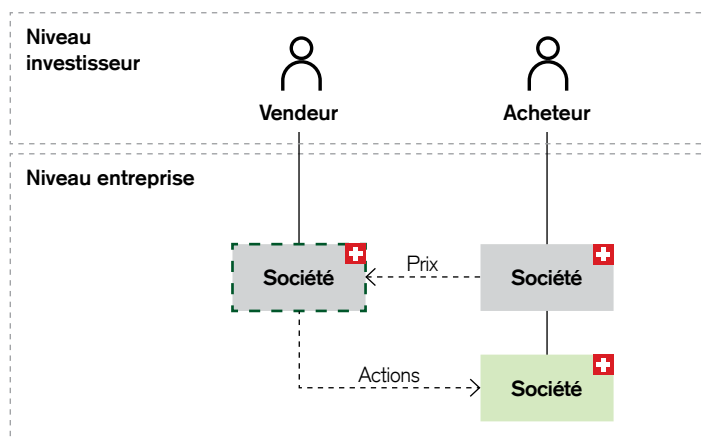 Niveau
investisseur
Vendeur
Acheteur
Niveau entreprise
Société
Prix
Société
Actions
Société